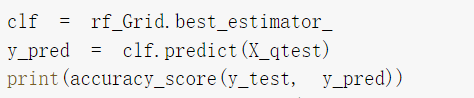 clf = rf_Grid.best_estimator_
y_pred = clf.predict(X_qtest)
print(accuracy_score(y_test, y_pred))